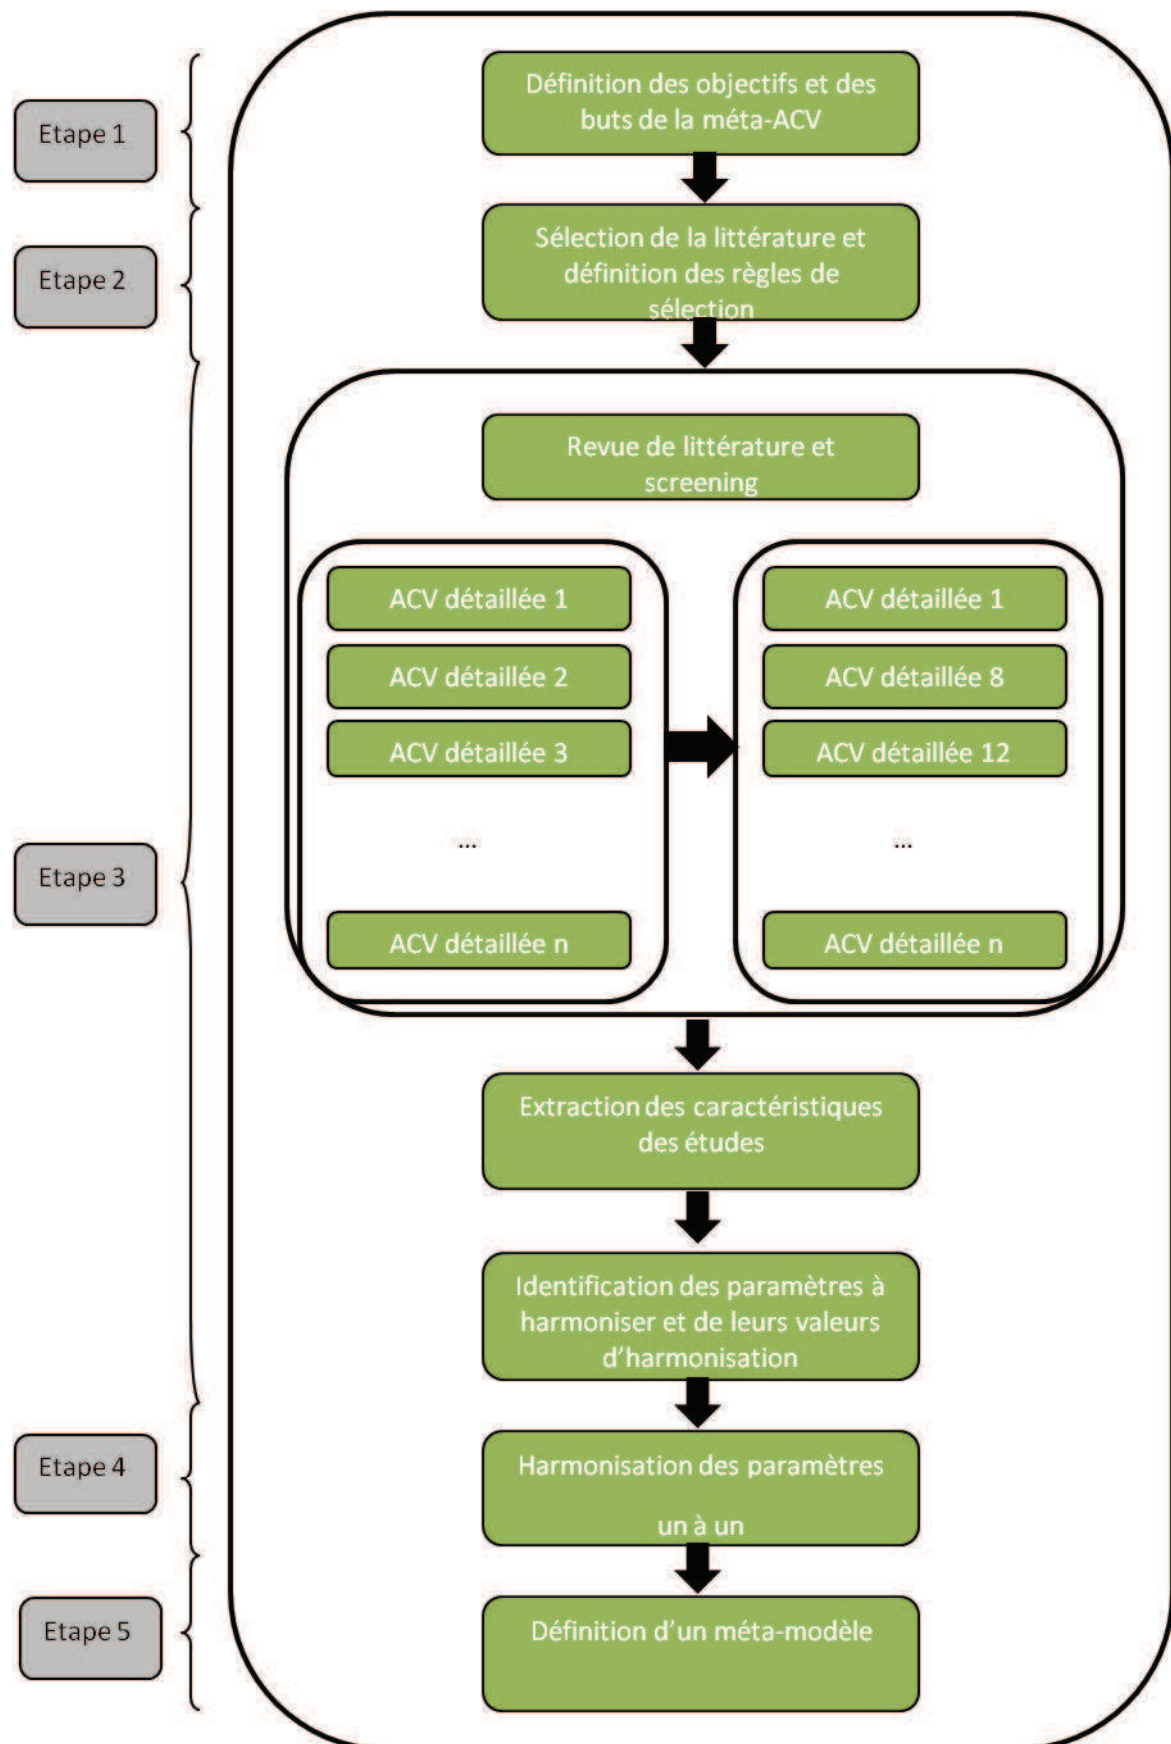 Etape 1
Définition des objectifs et des
buts de la méta-ACV
Etape 2
Sélection de la littérature et
définition des règles de
sélection
Etape 3
Revue de littérature et
screening
ACV détaillée 1
ACV détaillée 2
ACV détaillée 3
...
ACV détaillée n
ACV détaillée 1
ACV détaillée 8
ACV détaillée 12
...
ACV détaillée n
Extraction des caractéristiques
des études
Identification des paramètres à
harmoniser et de leurs valeurs
d'harmonisation
Etape 4
Harmonisation des paramètres
un à un
Etape 5
Définition d'un méta-modèle